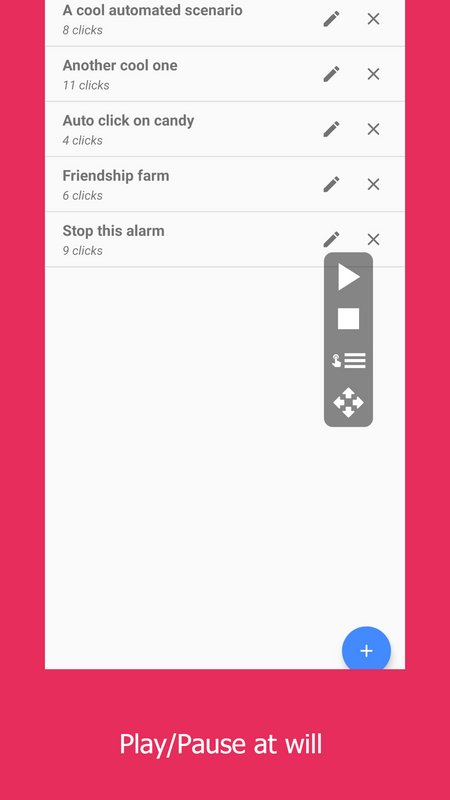 A cool automated scenario
8 clicks
Another cool one
11 clicks
Auto click on candy
4 clicks
Friendship farm
6 clicks
Stop this alarm
9 clicks
Play/Pause at will